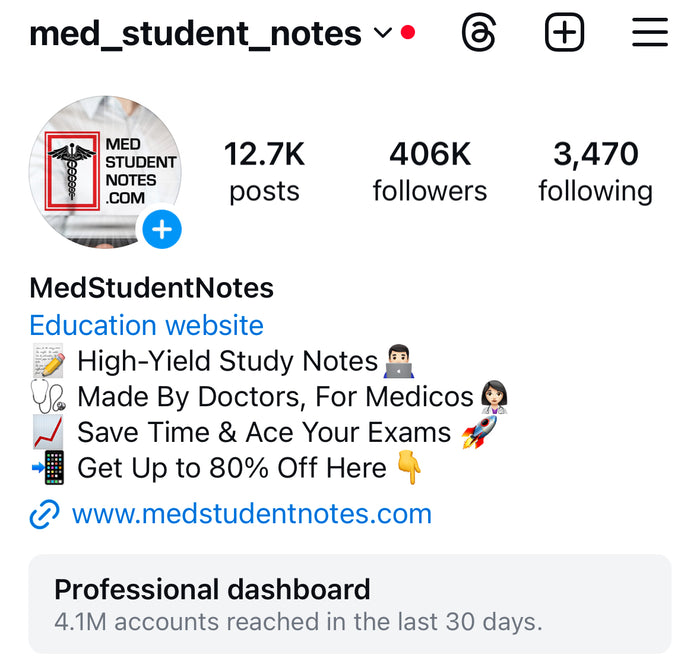 med_student_notes
MED
STUDENT
NOTES
.COM
12.7K
posts
406K
followers
3,470
following
MedStudentNotes
Education website
📝 High-Yield Study Notes👨🏻‍💻
🩺 Made By Doctors, For Medicos👩🏻‍⚕️
📈 Save Time & Ace Your Exams 🚀
📲 Get Up to 80% Off Here 👇
www.medstudentnotes.com
Professional dashboard
4.1M accounts reached in the last 30 days.